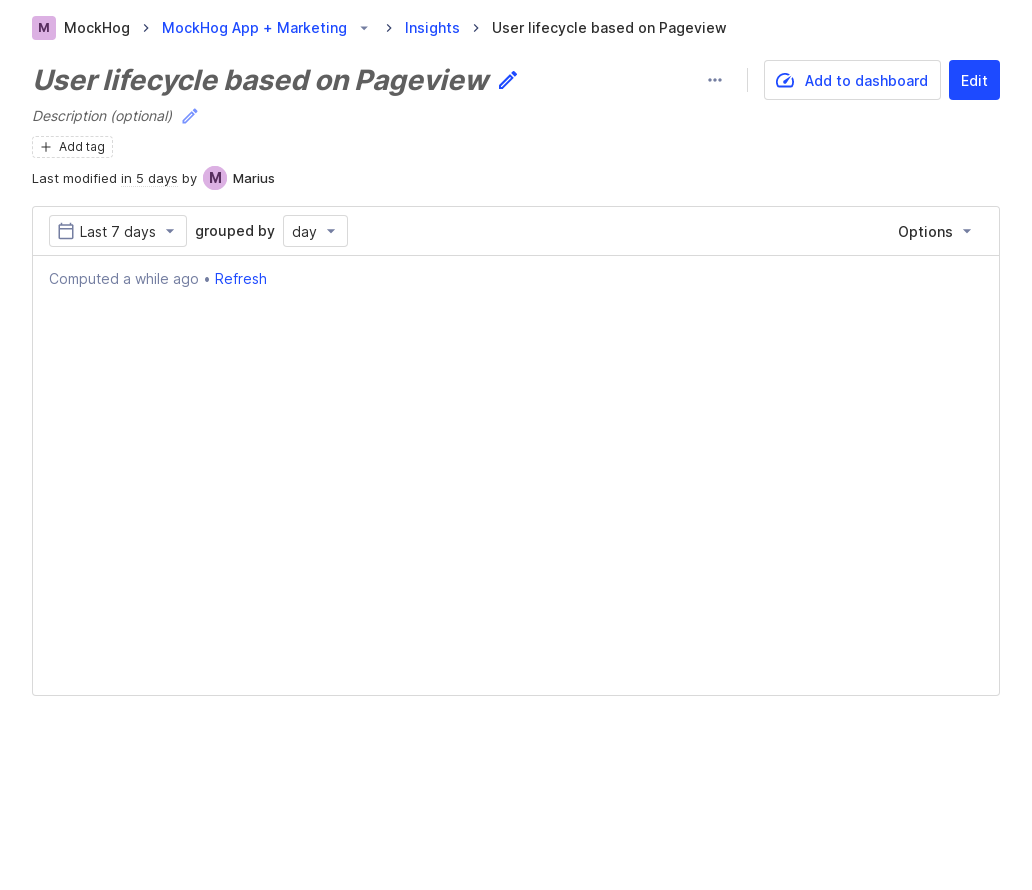 M MockHog MockHog App + Marketing Insights User lifecycle based on Pageview
User lifecycle based on Pageview
Add to dashboard
Edit
Description (optional)
Add tag
Last modified in 5 days by M Marius
Last 7 days grouped by day Options
Computed a while ago • Refresh